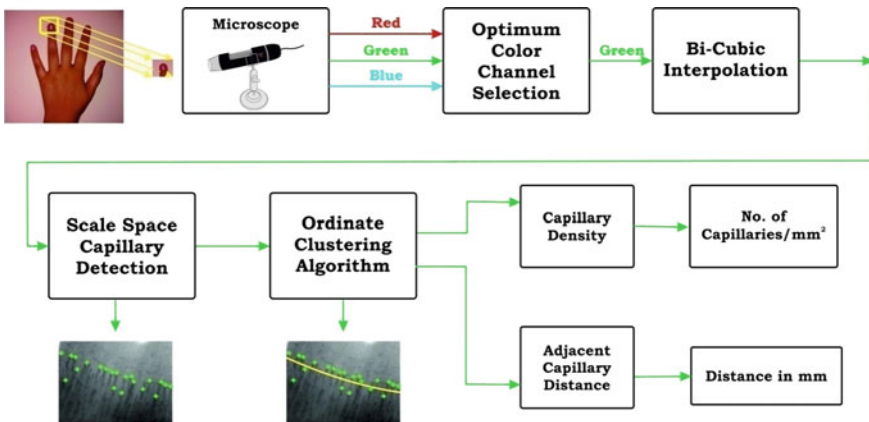 Microscope
Red
Green
Blue
Optimum
Color
Channel
Selection
Green
Bi-Cubic
Interpolation
Scale Space
Capillary
Detection
Ordinate
Clustering
Algorithm
Capillary
Density
No. of
Capillaries/mm²
Adjacent
Capillary
Distance
Distance in mm